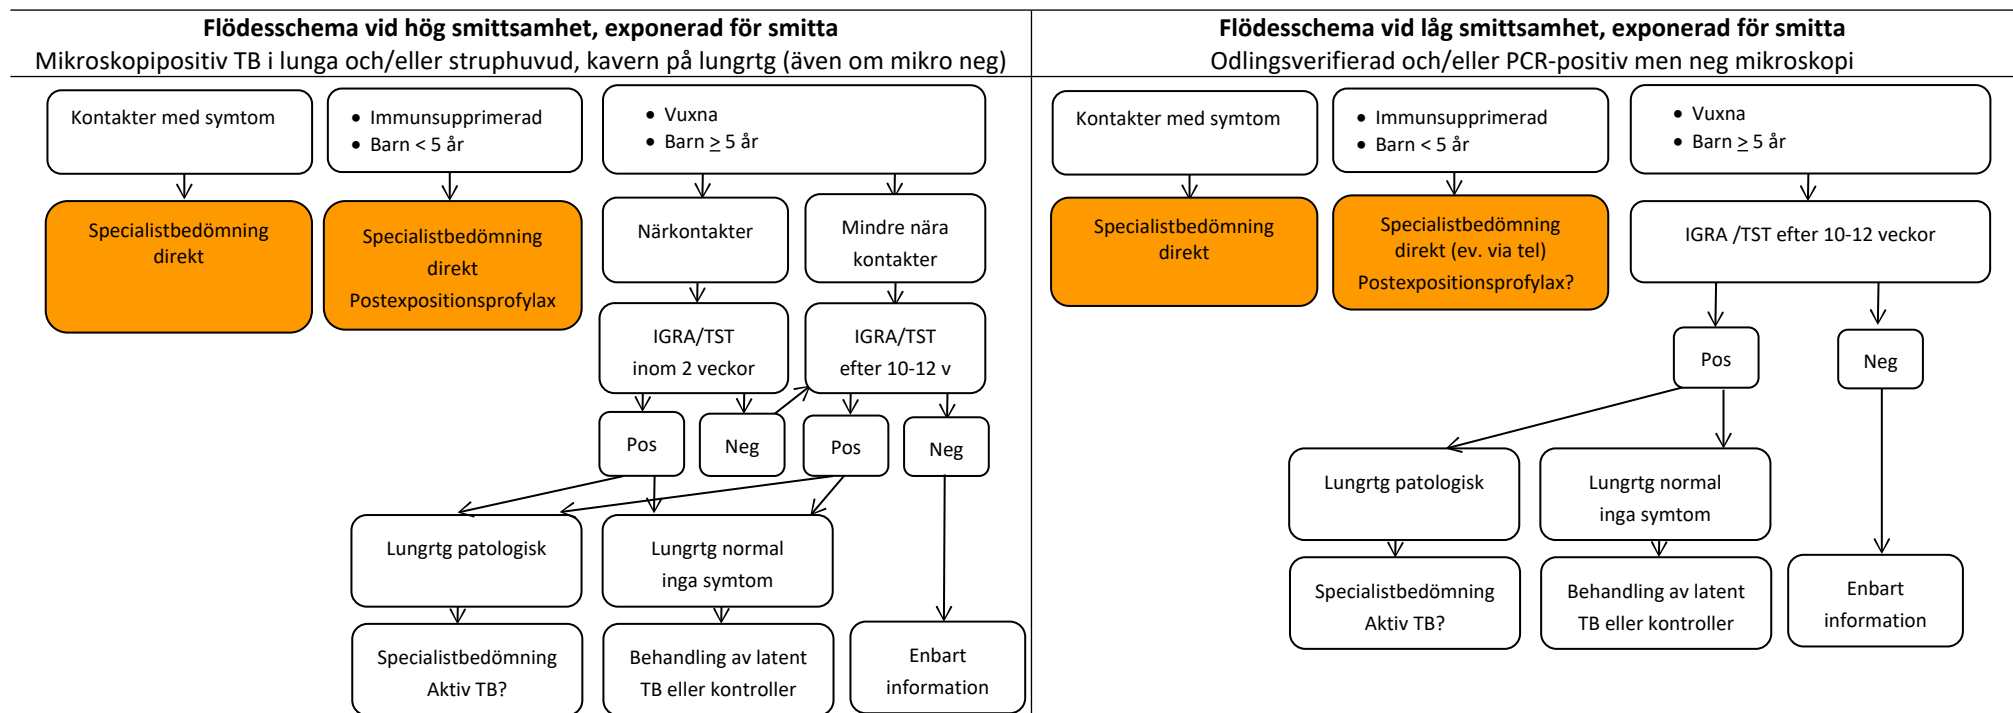 Flödesschema vid hög smittsamhet, exponerad för smitta
Mikroskopipositiv TB i lunga och/eller struphuvud, kavern på lungrtg (även om mikro neg)
Kontakter med symtom
• Immunsupprimerad
• Barn < 5 år
• Vuxna
• Barn ≥ 5 år
Specialistbedömning
direkt
Specialistbedömning
direkt
Postexpositionsprofylax
Närkontakter
Mindre nära
kontakter
IGRA/TST
inom 2 veckor
IGRA/TST
efter 10-12 v
Pos
Neg
Pos
Neg
Lungrtg patologisk
Lungrtg normal
inga symtom
Specialistbedömning
Aktiv TB?
Behandling av latent
TB eller kontroller
Enbart
information
Flödesschema vid låg smittsamhet, exponerad för smitta
Odlingsverifierad och/eller PCR-positiv men neg mikroskopi
Kontakter med symtom
• Immunsupprimerad
• Barn < 5 år
• Vuxna
• Barn ≥ 5 år
Specialistbedömning
direkt
Specialistbedömning
direkt (ev. via tel)
Postexpositionsprofylax?
IGRA /TST efter 10-12 veckor
Pos
Neg
Lungrtg patologisk
Lungrtg normal
inga symtom
Specialistbedömning
Aktiv TB?
Behandling av latent
TB eller kontroller
Enbart
information